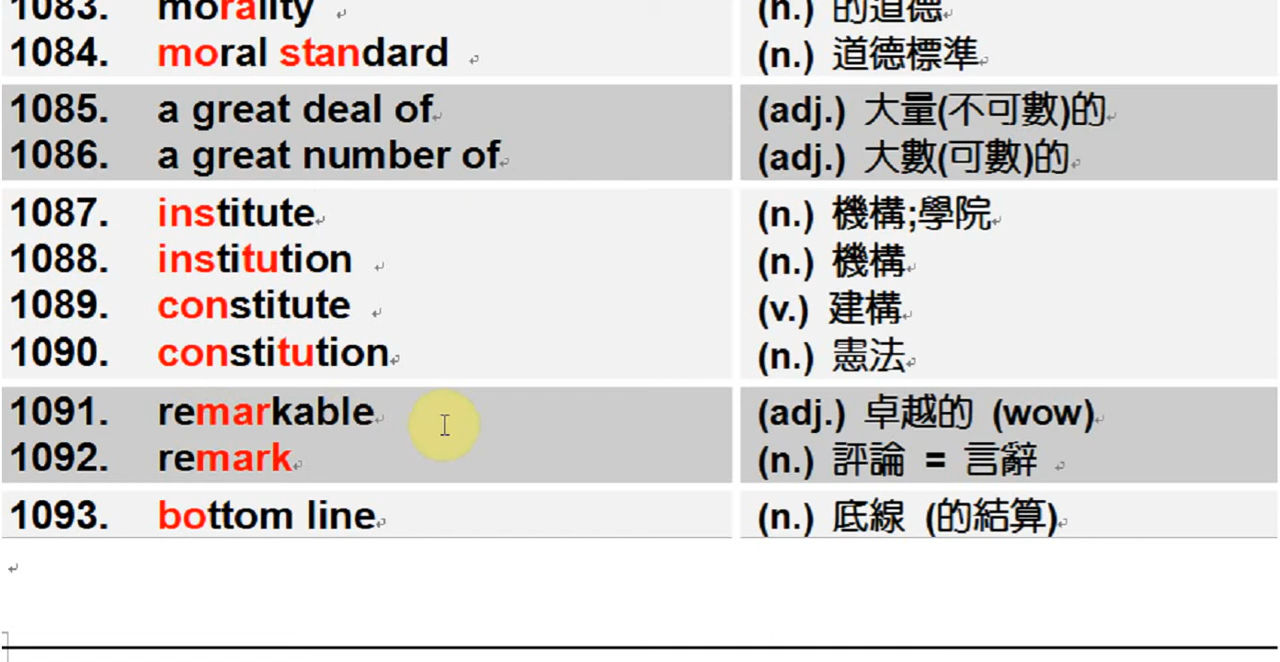 1083. morality (n.) 的道德
1084. moral standard (n.) 道德標準
1085. a great deal of (adj.) 大量(不可數)的
1086. a great number of (adj.) 大數(可數)的
1087. institute (n.) 機構;學院
1088. institution (n.) 機構
1089. constitute (v.) 建構
1090. constitution (n.) 憲法
1091. remarkable (adj.) 卓越的 (wow)
1092. remark (n.) 評論 = 言辭
1093. bottom line (n.) 底線 (的結算)